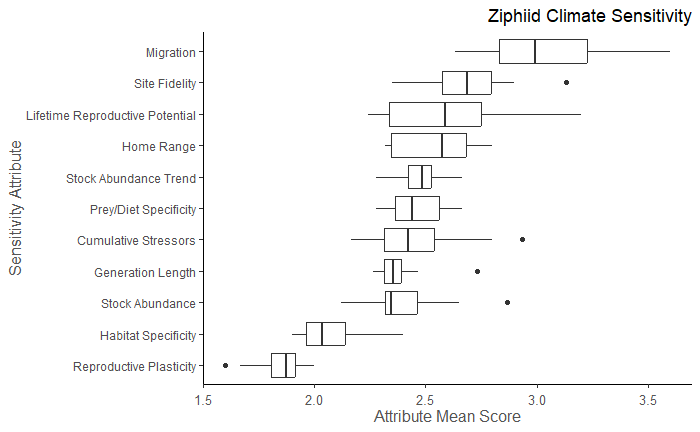 Ziphiid Climate Sensitivity
Sensitivity Attribute
Migration
Site Fidelity
Lifetime Reproductive Potential
Home Range
Stock Abundance Trend
Prey/Diet Specificity
Cumulative Stressors
Generation Length
Stock Abundance
Habitat Specificity
Reproductive Plasticity
1.5 2.0 2.5 3.0 3.5
Attribute Mean Score